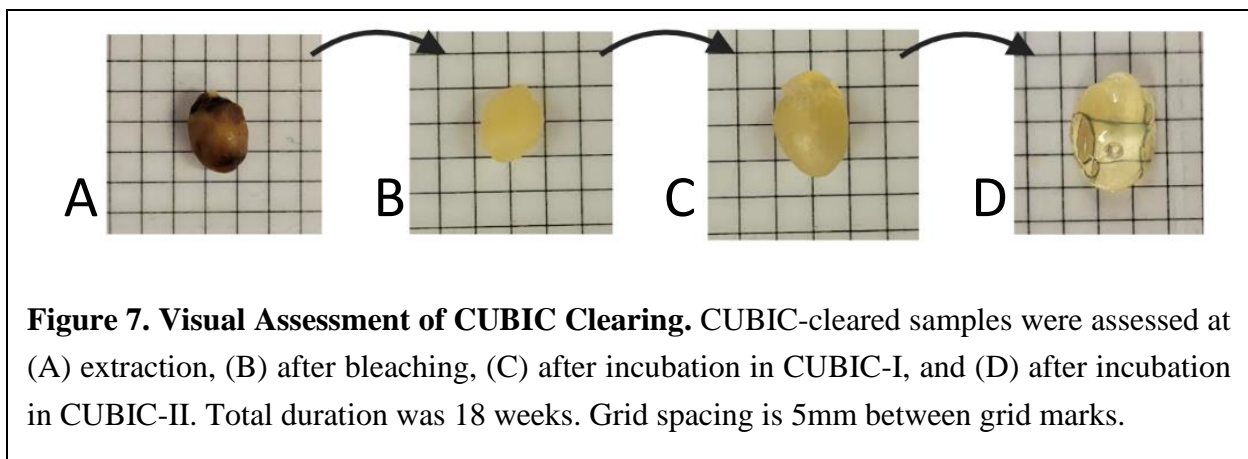 A B C D
Figure 7. Visual Assessment of CUBIC Clearing. CUBIC-cleared samples were assessed at
(A) extraction, (B) after bleaching, (C) after incubation in CUBIC-I, and (D) after incubation
in CUBIC-II. Total duration was 18 weeks. Grid spacing is 5mm between grid marks.